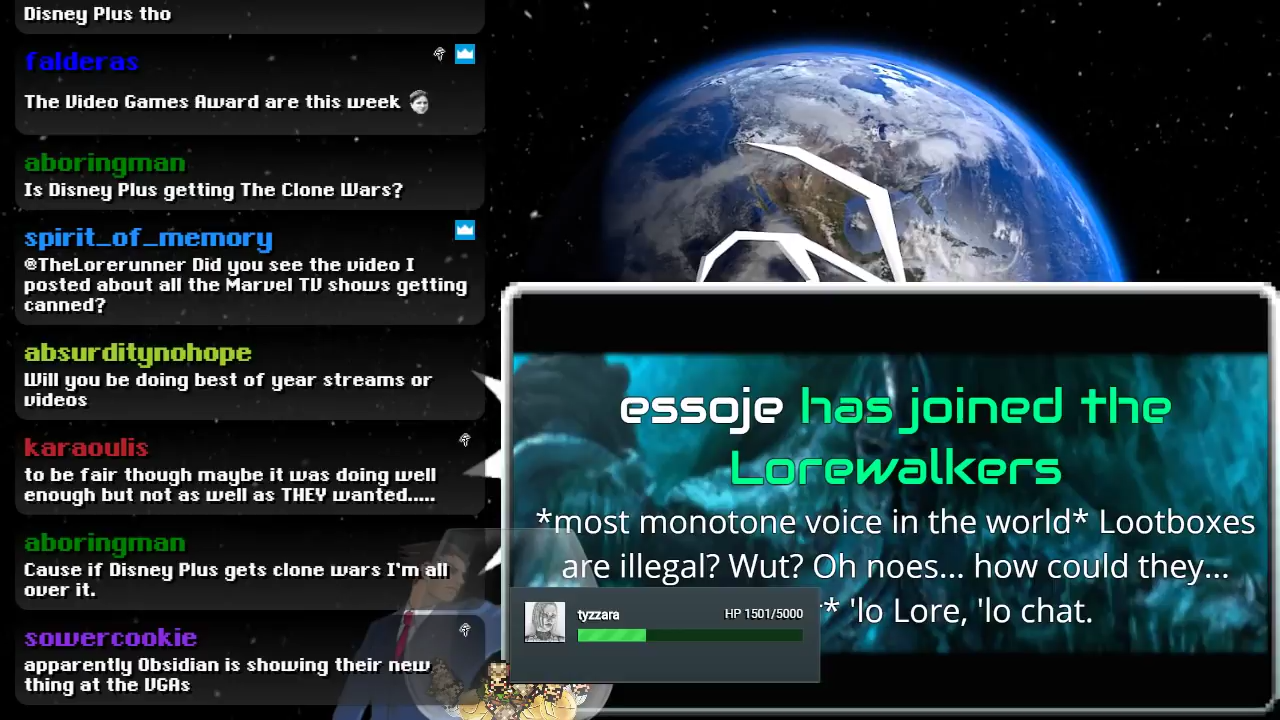 Disney Plus tho
falderas
The Video Games Award are this week
aboringman
Is Disney Plus getting The Clone Wars?
spirit_of_memory
@TheLorerunner Did you see the video I
posted about all the Marvel TV shows getting
canned?
absurditynohope
Will you be doing best of year streams or
videos
karaoulis
to be fair though maybe it was doing well
enough but not as well as THEY wanted.....
aboringman
Cause if Disney Plus gets clone wars I'm all
over it.
sowercookie
apparently Obsidian is showing their new
thing at the VGAs
essoje has joined the
Lorewalkers
*most monotone voice in the world* Lootboxes
are illegal? Wut? Oh noes... how could they...
* 'lo Lore, 'lo chat.
tyzzara
HP 1501/5000